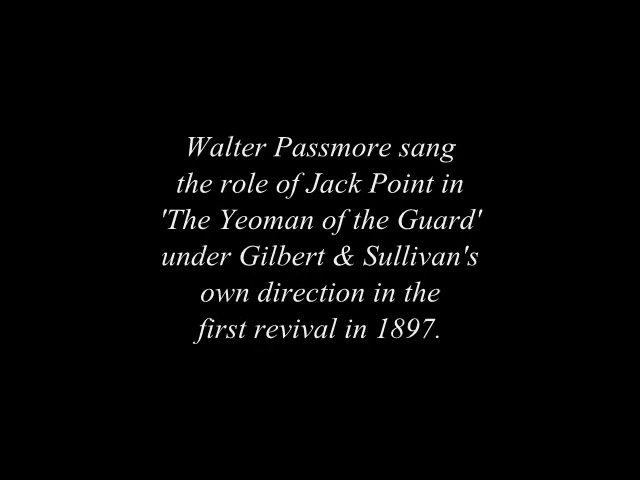 Walter Passmore sang
the role of Jack Point in
'The Yeoman of the Guard'
under Gilbert & Sullivan's
own direction in the
first revival in 1897.